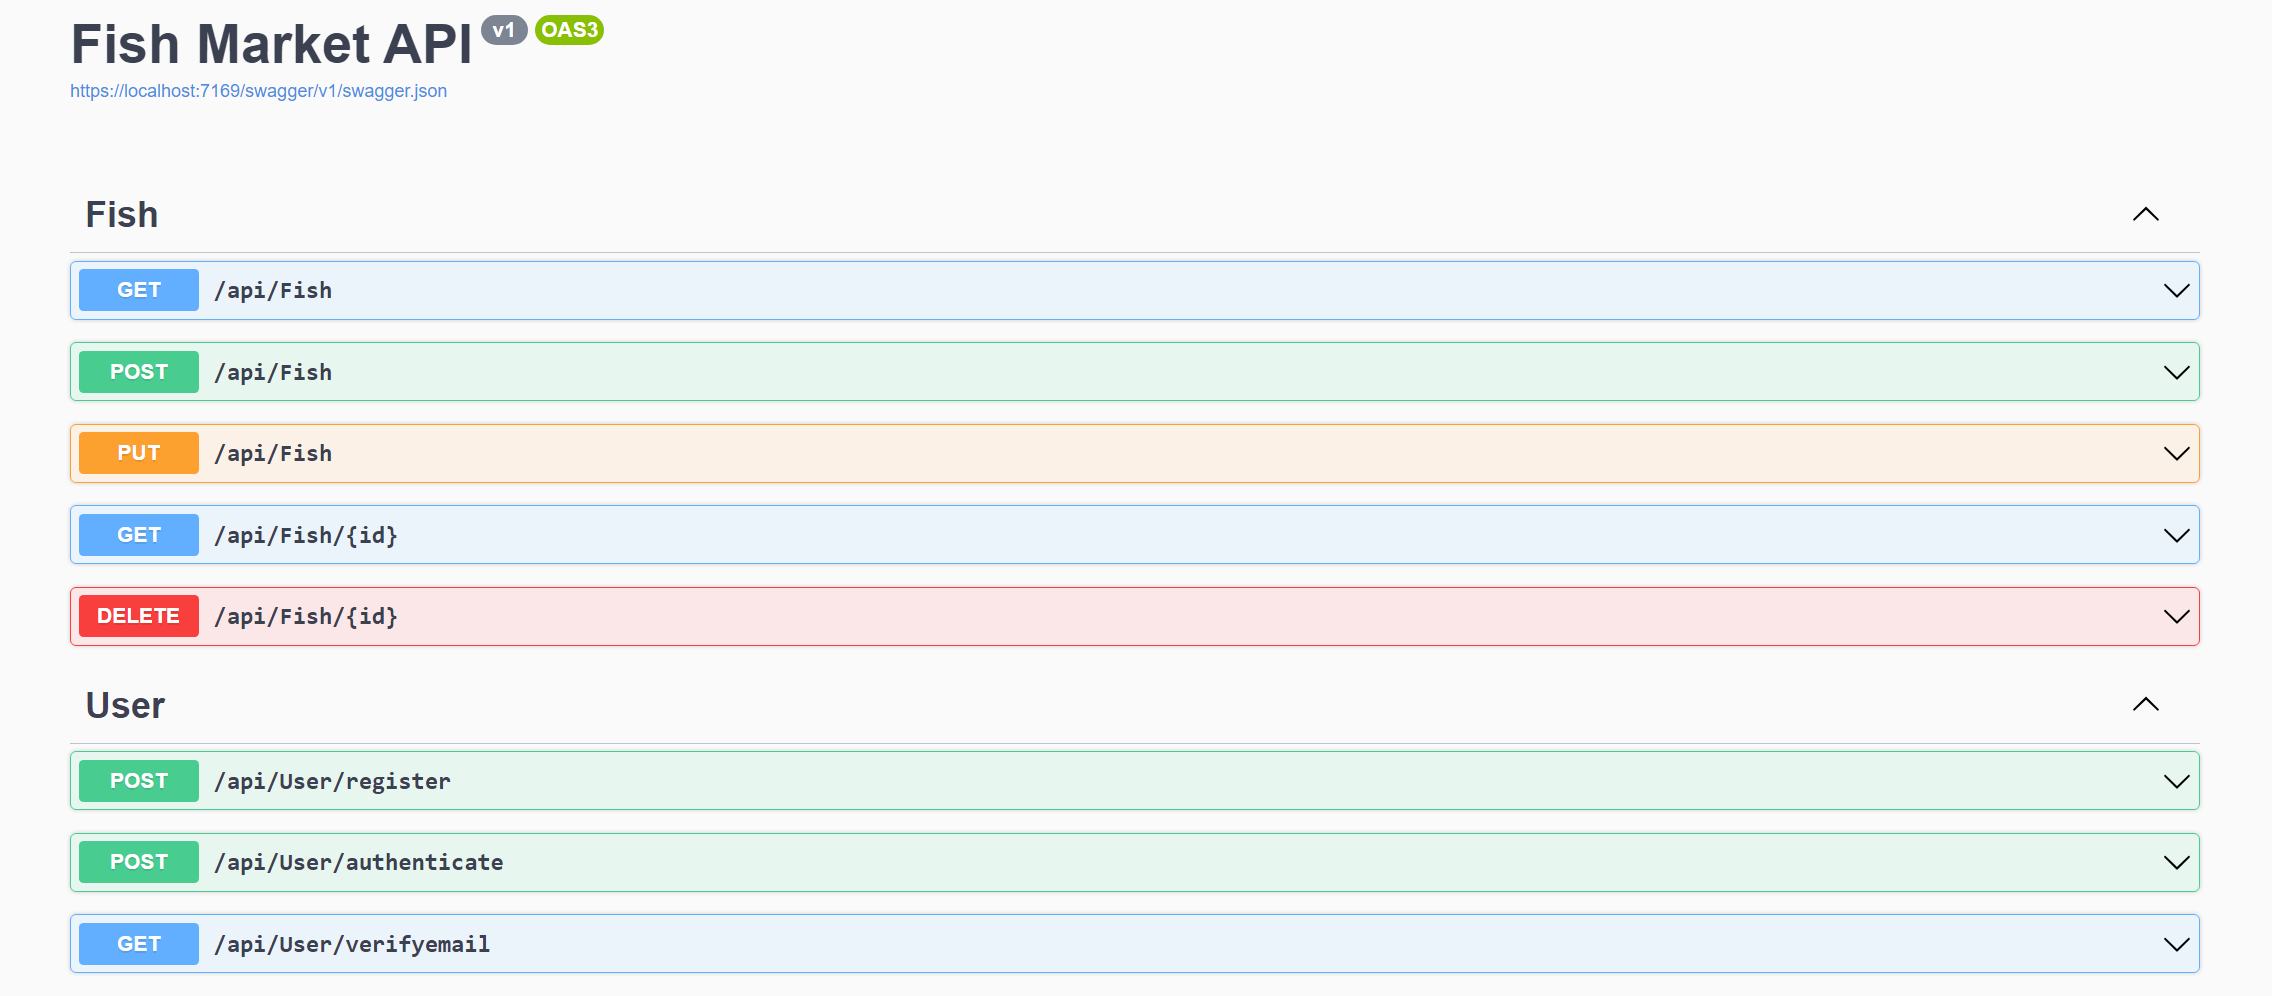 Fish Market API v1 OAS3
https://localhost:7169/swagger/v1/swagger.json
Fish
GET /api/Fish
POST /api/Fish
PUT /api/Fish
GET /api/Fish/{id}
DELETE /api/Fish/{id}
User
POST /api/User/register
POST /api/User/authenticate
GET /api/User/verifyemail